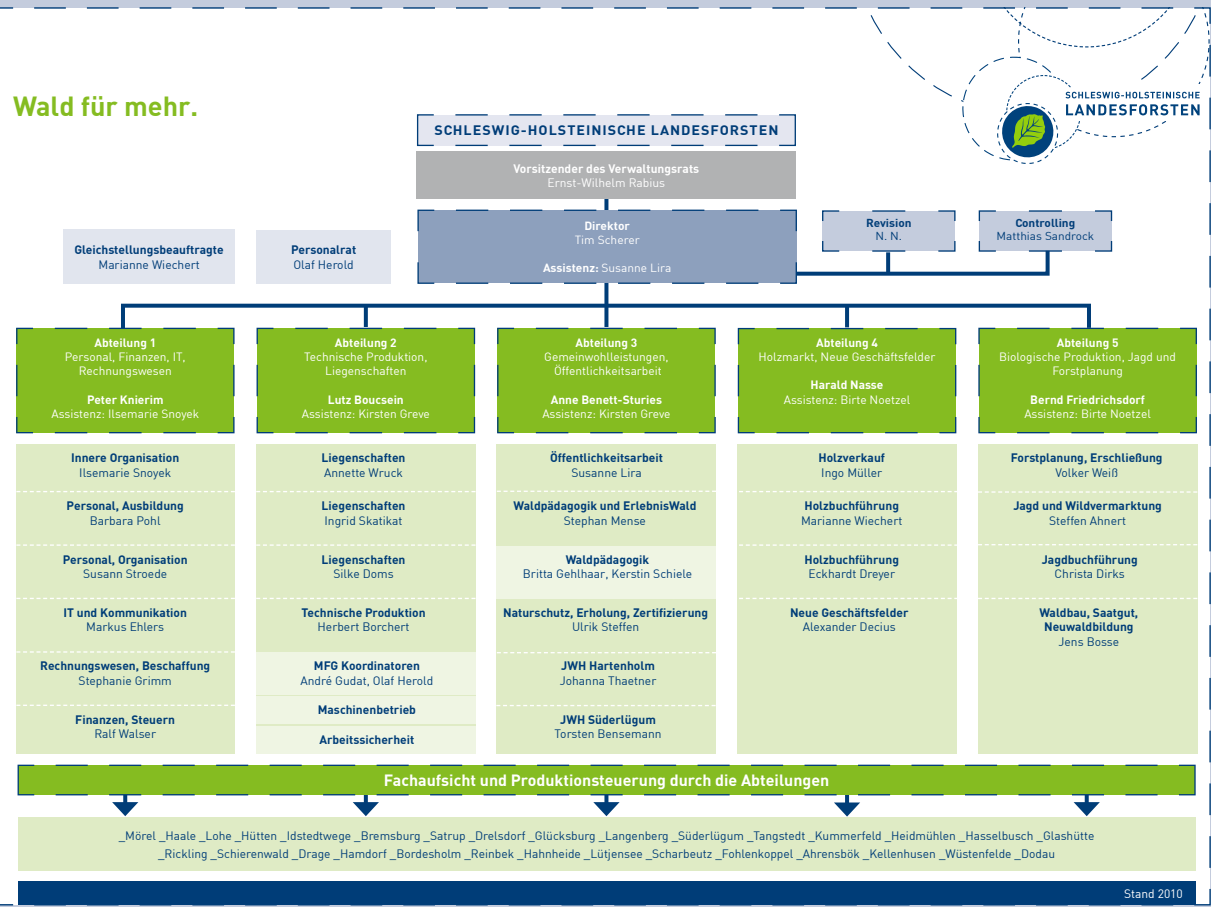 SCHLESWIG-HOLSTEINISCHE
LANDESFORSTEN
Wald für mehr.
SCHLESWIG-HOLSTEINISCHE LANDESFORSTEN
Vorsitzender des Verwaltungsrats
Ernst-Wilhelm Rabius
Gleichstellungsbeauftragte
Marianne Wiechert
Personalrat
Olaf Herold
Direktor
Tim Scherer
Assistenz: Susanne Lira
Revision
N. N.
Controlling
Matthias Sandrock
Abteilung 1
Personal, Finanzen, IT,
Rechnungswesen
Peter Knierim
Assistenz: Ilsemarie Snoyek
Innere Organisation
Ilsemarie Snoyek
Personal, Ausbildung
Barbara Pohl
Personal, Organisation
Susann Stroede
IT und Kommunikation
Markus Ehlers
Rechnungswesen, Beschaffung
Stephanie Grimm
Finanzen, Steuern
Ralf Walser
Abteilung 2
Technische Produktion,
Liegenschaften
Lutz Boucsein
Assistenz: Kirsten Greve
Liegenschaften
Annette Wruck
Liegenschaften
Ingrid Skatikat
Liegenschaften
Silke Doms
Technische Produktion
Herbert Borchert
MFG Koordinatoren
André Gudat, Olaf Herold
Maschinenbetrieb
Arbeitssicherheit
Abteilung 3
Gemeinwohlleistungen,
Öffentlichkeitsarbeit
Anne Benett-Sturies
Assistenz: Kirsten Greve
Öffentlichkeitsarbeit
Susanne Lira
Waldpädagogik und ErlebnisWald
Stephan Mense
Waldpädagogik
Britta Gehlhaar, Kerstin Schiele
Naturschutz, Erholung, Zertifizierung
Ulrik Steffen
JWH Hartenholm
Johanna Thaetner
JWH Süderlügum
Torsten Bensemann
Abteilung 4
Holzmarkt, Neue Geschäftsfelder
Harald Nasse
Assistenz: Birte Noetzel
Holzverkauf
Ingo Müller
Holzbuchführung
Marianne Wiechert
Holzbuchführung
Eckhardt Dreyer
Neue Geschäftsfelder
Alexander Decius
Abteilung 5
Biologische Produktion, Jagd und
Forstplanung
Bernd Friedrichsdorf
Assistenz: Birte Noetzel
Forstplanung, Erschließung
Volker Weiß
Jagd und Wildvermarktung
Steffen Ahnert
Jagdbuchführung
Christa Dirks
Waldbau, Saatgut,
Neuwaldbildung
Jens Bosse
Fachaufsicht und Produktionsteuerung durch die Abteilungen
_Mörel _Haale _Lohe _Hütten _Idstedtwege _Bremsburg _Satrup _Drelsdorf _Glücksburg _Langenberg _Süderlügum _Tangstedt _Kummerfeld _Heidmühlen _Hasselbusch _Glashütte
_Rickling _Schierenwald _Drage _Hamdorf _Bordesholm _Reinbek _Hahnheide _Lütjensee _Scharbeutz _Fohlenkoppel _Ahrensbök _Kellenhusen _Wüstenfelde _Dodau
Stand 2010